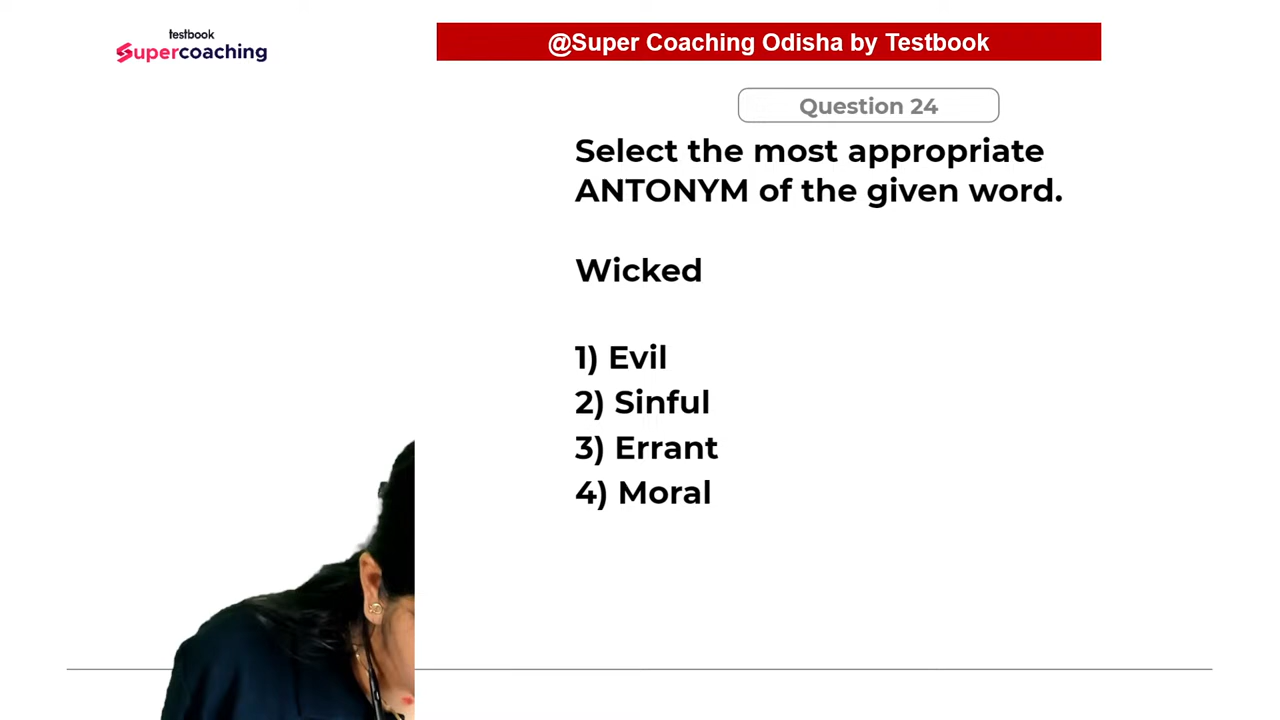 testbook
Supercoaching
@Super Coaching Odisha by Testbook
Question 24
Select the most appropriate
ANTONYM of the given word.
Wicked
1) Evil
2) Sinful
3) Errant
4) Moral